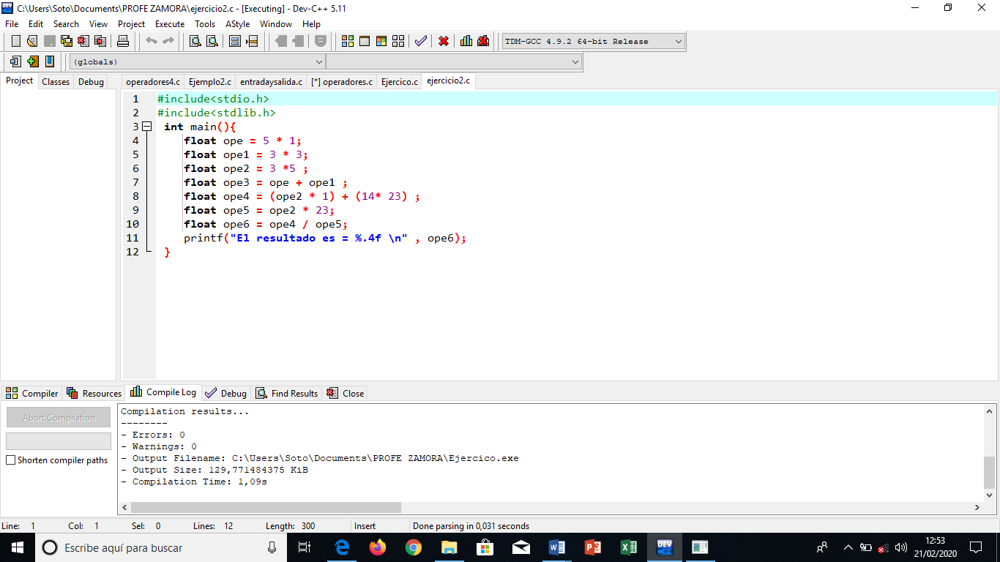 DEV C:\Users\Soto\Documents\PROFE ZAMORA\ejercicio2.c - [Executing] - Dev-C++ 5.11
File Edit Search View Project Execute Tools AStyle Window Help
TDM-GCC 4.9.2 64-bit Release
(globals)
Project Classes Debug operadores4.c Ejemplo2.c entradaysalida.c [*] operadores.c Ejercico.c ejercicio2.c
1 #include<stdio.h>
2 #include<stdlib.h>
3 int main(){
4 float ope = 5 * 1;
5 float ope1 = 3 * 3;
6 float ope2 = 3 *5 ;
7 float ope3 = ope + ope1 ;
8 float ope4 = (ope2 * 1) + (14* 23) ;
9 float ope5 = ope2 * 23;
10 float ope6 = ope4 / ope5;
11 printf("El resultado es = %.4f \n" , ope6);
12 }
Compiler Resources Compile Log Debug Find Results Close
Abort Compilation
Shorten compiler paths
Compilation results...
--------
- Errors: 0
- Warnings: 0
- Output Filename: C:\Users\Soto\Documents\PROFE ZAMORA\Ejercico.exe
- Output Size: 129,771484375 KiB
- Compilation Time: 1,09s
Line: 1 Col: 1 Sel: 0 Lines: 12 Length: 300 Insert Done parsing in 0,031 seconds
Escribe aquí para buscar
DEV
12:53
21/02/2020